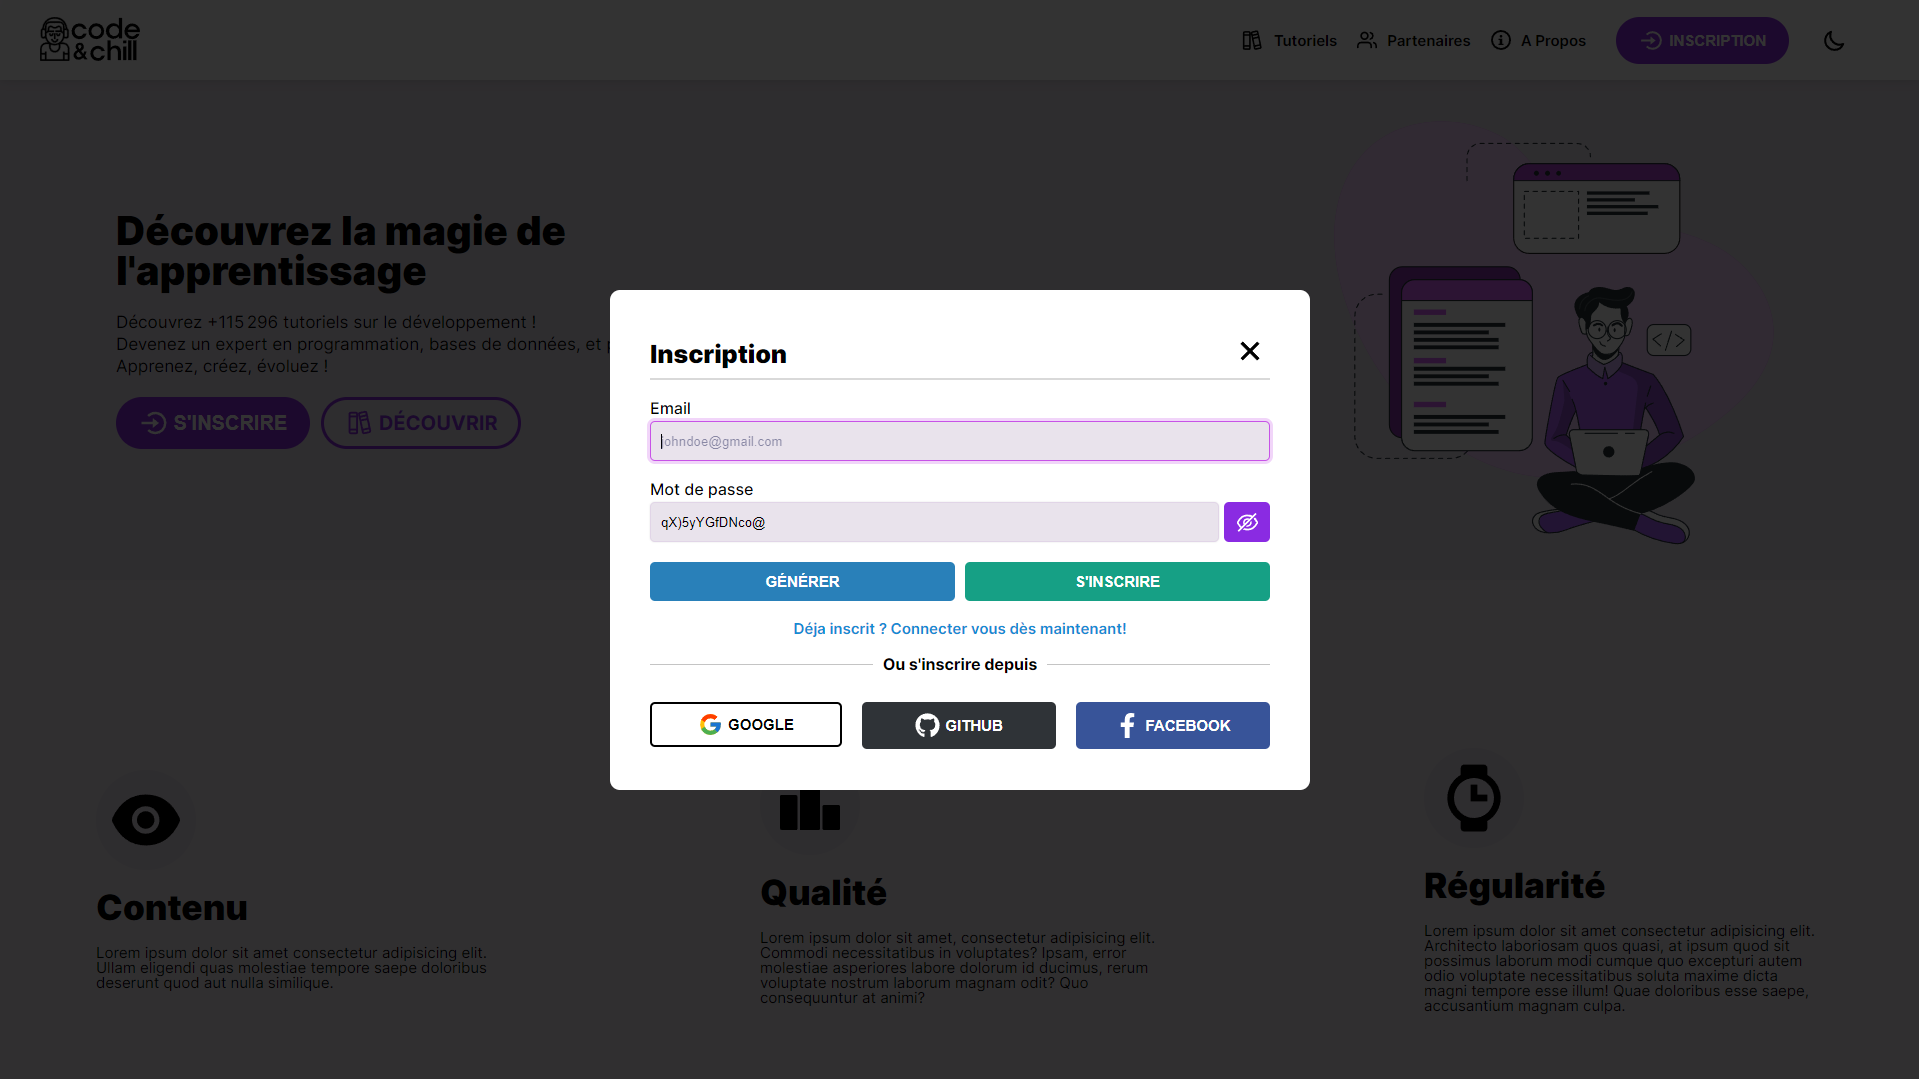 code
&chill
Tutoriels
Partenaires
A Propos
INSCRIPTION
Découvrez la magie de
l'apprentissage
Découvrez +115 296 tutoriels sur le développement !
Devenez un expert en programmation, bases de données, et
Apprenez, créez, évoluez !
S'INSCRIRE
DÉCOUVRIR
</>
Inscription
Email
johndoe@gmail.com
Mot de passe
qX)5yYGfDNco@
GÉNÉRER
S'INSCRIRE
Déja inscrit ? Connecter vous dès maintenant!
Ou s'inscrire depuis
GOOGLE
GITHUB
FACEBOOK
Contenu
Lorem ipsum dolor sit amet consectetur adipisicing elit.
Ullam eligendi quas molestiae tempore saepe doloribus
deserunt quod aut nulla similique.
Qualité
Lorem ipsum dolor sit amet, consectetur adipisicing elit.
Commodi necessitatibus in voluptates? Ipsam, error
molestiae asperiores labore dolorum id ducimus, rerum
voluptate nostrum laborum magnam odit? Quo
consequuntur at animi?
Régularité
Lorem ipsum dolor sit amet consectetur adipisicing elit.
Architecto laboriosam quos quasi, at ipsum quod sit
possimus laborum modi cumque quo excepturi autem
odio voluptate necessitatibus soluta maxime dicta
magni tempore esse illum! Quae doloribus esse saepe,
accusantium magnam culpa.